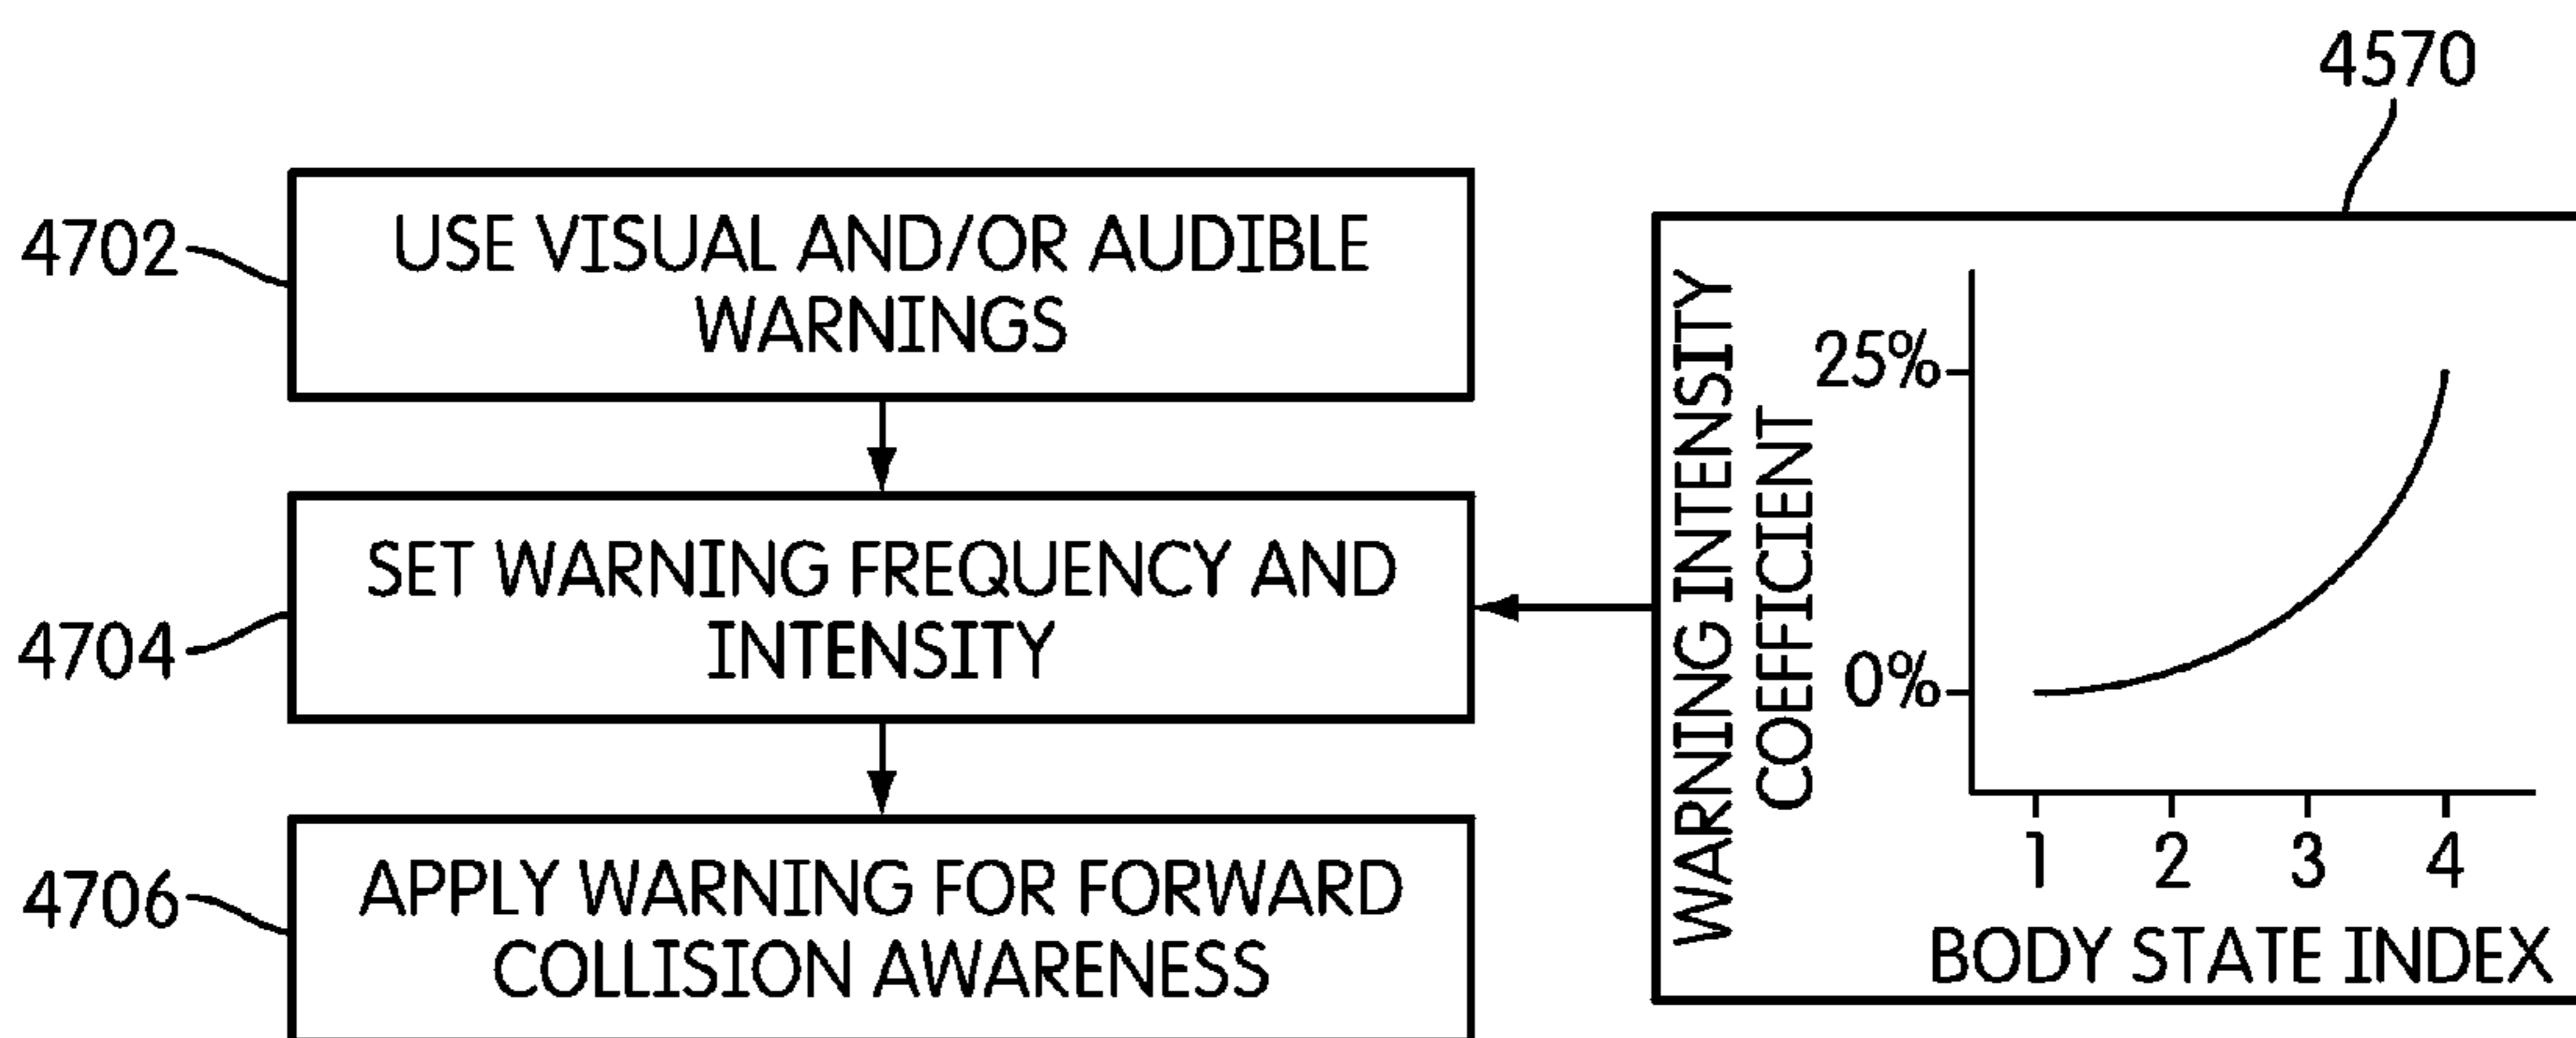 4570
4702
USE VISUAL AND/OR AUDIBLE
WARNINGS
4704
SET WARNING FREQUENCY AND
INTENSITY
4706
APPLY WARNING FOR FORWARD
COLLISION AWARENESS
WARNING INTENSITY
COEFFICIENT
25%
0%
1 2 3 4
BODY STATE INDEX